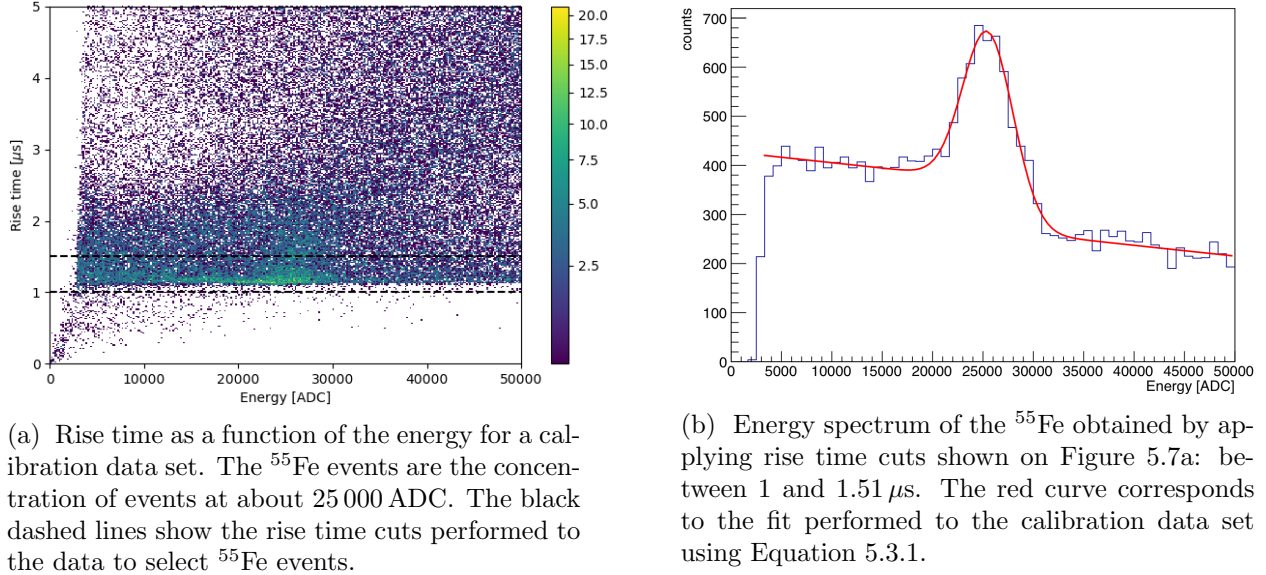 5
4
3
2
1
0
Rise time [μs]
0
10000
20000
30000
40000
50000
Energy [ADC]
20.0
17.5
15.0
12.5
10.0
7.5
5.0
2.5
(a) Rise time as a function of the energy for a cal-
ibration data set. The ⁵⁵Fe events are the concen-
tration of events at about 25 000 ADC. The black
dashed lines show the rise time cuts performed to
the data to select ⁵⁵Fe events.
counts
700
600
500
400
300
200
100
0
0
5000
10000
15000
20000
25000
30000
35000
40000
45000
50000
Energy [ADC]
(b) Energy spectrum of the ⁵⁵Fe obtained by ap-
plying rise time cuts shown on Figure 5.7a: be-
tween 1 and 1.51 μs. The red curve corresponds
to the fit performed to the calibration data set
using Equation 5.3.1.